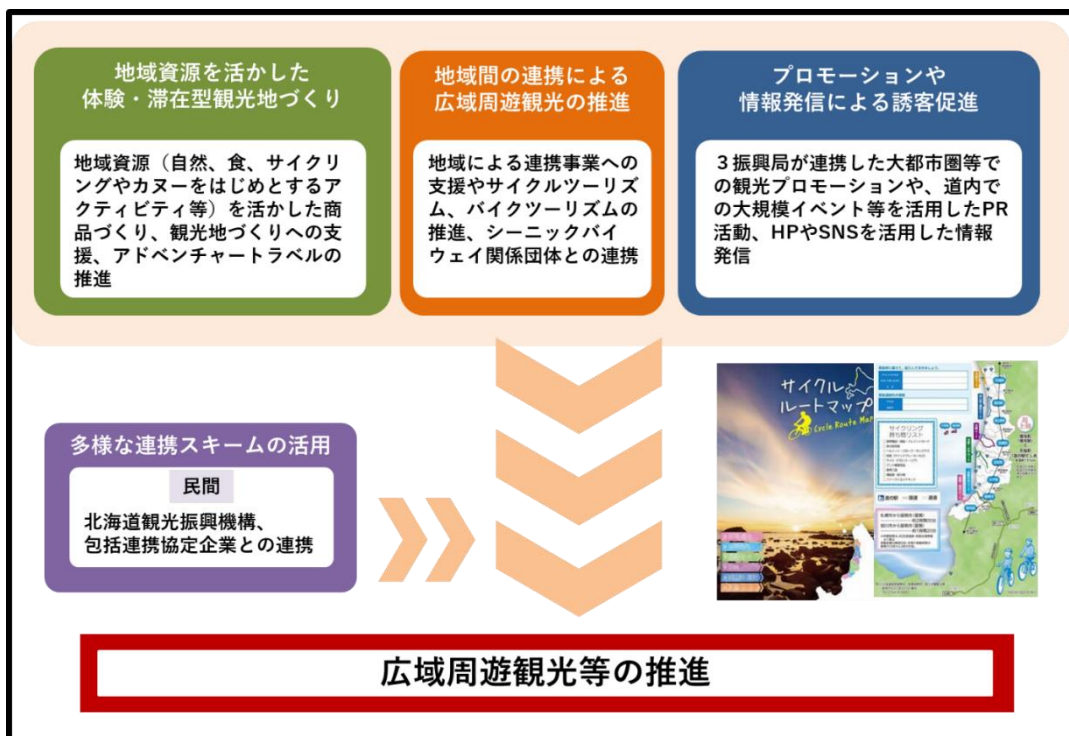 地域資源を活かした
体験・滞在型観光地づくり
地域資源（自然、食、サイクリ
ングやカヌーをはじめとするア
クティビティ等）を活かした商
品づくり、観光地づくりへの支
援、アドベンチャートラベルの
推進
地域間の連携による
広域周遊観光の推進
地域による連携事業への
支援やサイクルツーリズ
ム、バイクツーリズムの
推進、シーニックバイ
ウェイ関係団体との連携
プロモーションや
情報発信による誘客促進
３振興局が連携した大都市圏等で
の観光プロモーションや、道内で
の大規模イベント等を活用したPR
活動、HPやSNSを活用した情報
発信
多様な連携スキームの活用
民間
北海道観光振興機構、
包括連携協定企業との連携
サイクル
ルートマップ
Cycle Route Map
サイクリング
持ち物リスト
広域周遊観光等の推進